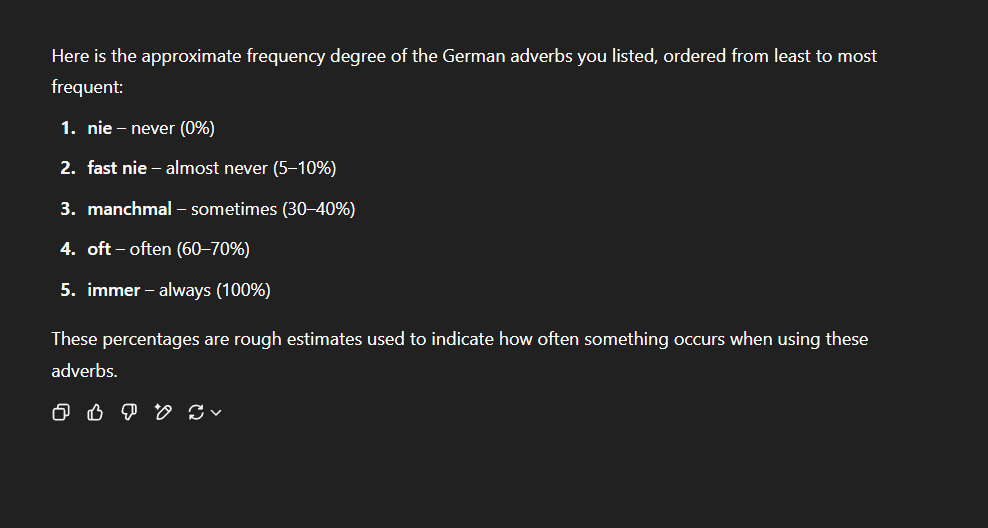 Here is the approximate frequency degree of the German adverbs you listed, ordered from least to most
frequent:
1. nie – never (0%)
2. fast nie – almost never (5–10%)
3. manchmal – sometimes (30–40%)
4. oft – often (60–70%)
5. immer – always (100%)
These percentages are rough estimates used to indicate how often something occurs when using these
adverbs.